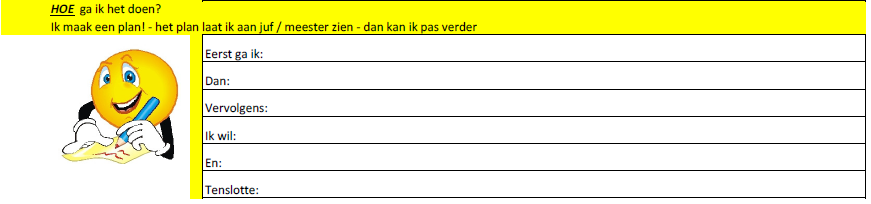 HOE ga ik het doen?
Ik maak een plan! - het plan laat ik aan juf / meester zien - dan kan ik pas verder
Eerst ga ik:
Dan:
Vervolgens:
Ik wil:
En:
Tenslotte: